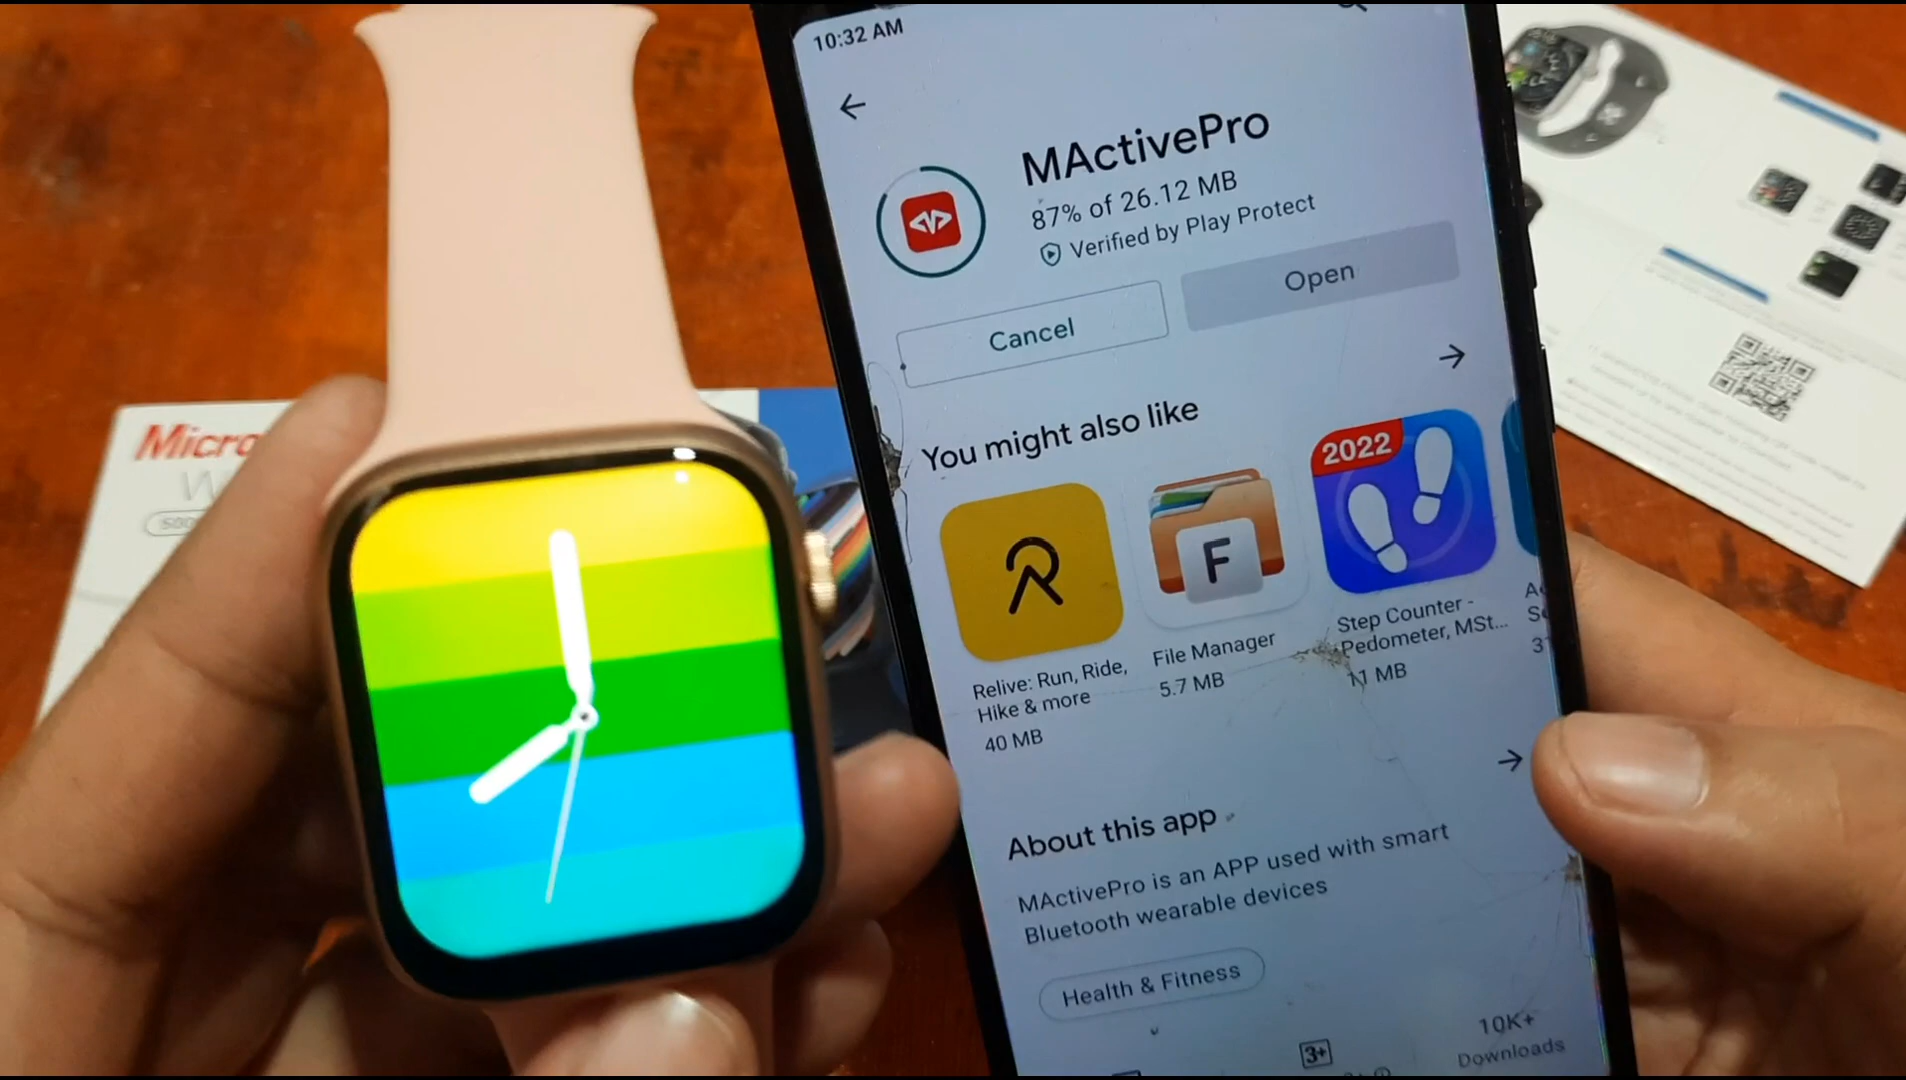 10:32 AM
MActivePro
87% of 26.12 MB
Verified by Play Protect
Cancel
Open
You might also like
2022
F
Relive: Run, Ride,
Hike & more
40 MB
File Manager
5.7 MB
Step Counter -
Pedometer, MSt...
11 MB
About this app
MActivePro is an APP used with smart
Bluetooth wearable devices
Health & Fitness
3+
10K+
Downloads
Micro
W